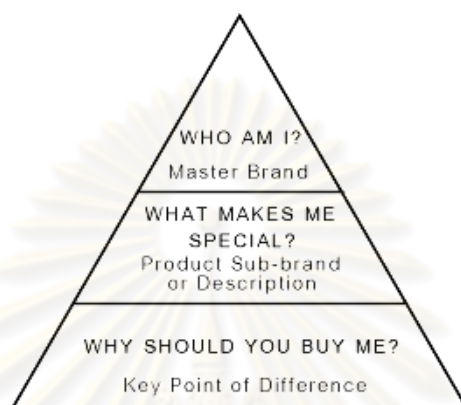 WHO AM I?
Master Brand
WHAT MAKES ME
SPECIAL?
Product Sub-brand
or Description
WHY SHOULD YOU BUY ME?
Key Point of Difference